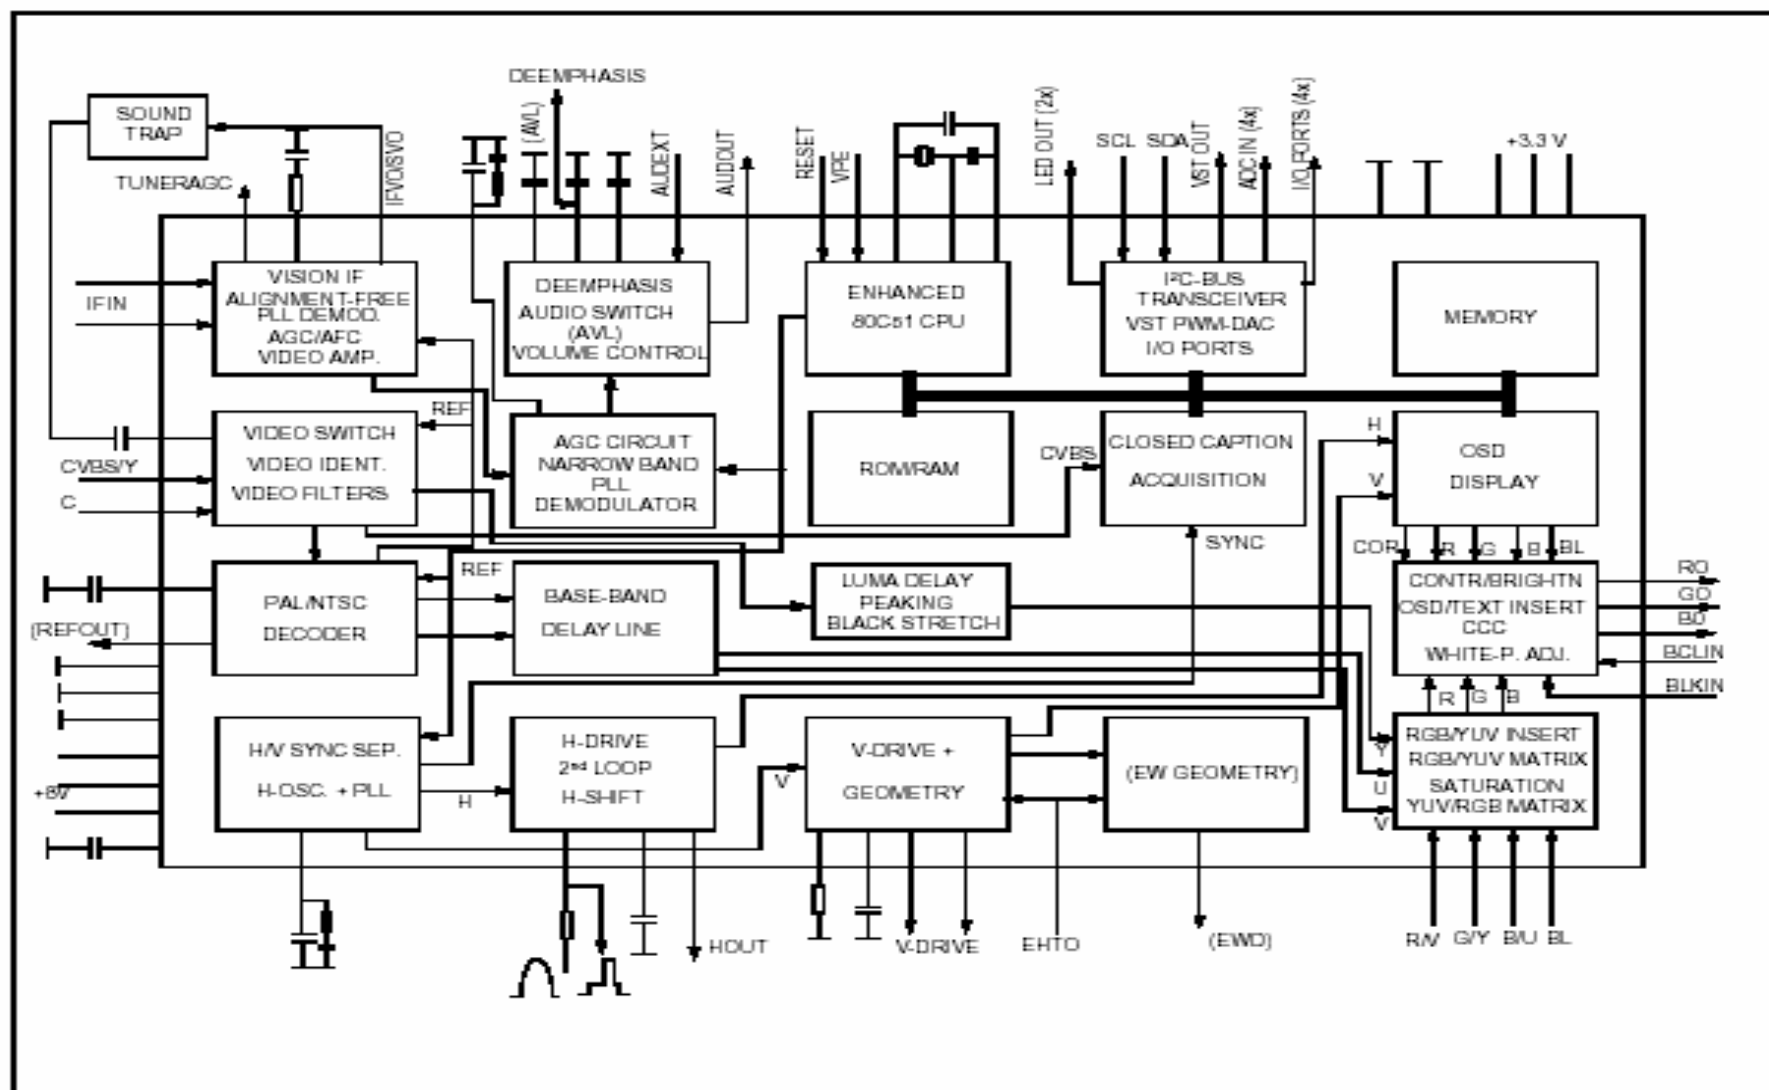 DEEMPHASIS
SOUND
TRAP
TUNERAGC
IFVO/SVO
(AVL)
AUDEXT
AUDOUT
RESET
VPE
LED OUT (2x)
SCL
SDA
VST OUT
ADC IN (4x)
I/O PORTS (4x)
+3.3 V
IFIN
VISION IF
ALIGNMENT-FREE
PLL DEMOD.
AGC/AFC
VIDEO AMP.
DEEMPHASIS
AUDIO SWITCH
(AVL)
VOLUME CONTROL
ENHANCED
80C51 CPU
I²C-BUS
TRANSCEIVER
VST PWM-DAC
I/O PORTS
MEMORY
REF
CVBS/Y
C
VIDEO SWITCH
VIDEO IDENT.
VIDEO FILTERS
AGC CIRCUIT
NARROW BAND
PLL
DEMODULATOR
ROM/RAM
CVBS
CLOSED CAPTION
ACQUISITION
H
V
OSD
DISPLAY
SYNC
COR
R
G
B
BL
REF
(REFOUT)
PAL/NTSC
DECODER
BASE-BAND
DELAY LINE
LUMA DELAY
PEAKING
BLACK STRETCH
CONTR/BRIGHTN
OSD/TEXT INSERT
CCC
WHITE-P. ADJ.
RO
GO
BO
BCLIN
BLKIN
R
G
B
+8V
H/V SYNC SEP.
H-OSC. + PLL
H
H-DRIVE
2nd LOOP
H-SHIFT
V
V-DRIVE +
GEOMETRY
(EW GEOMETRY)
Y
U
V
RGB/YUV INSERT
RGB/YUV MATRIX
SATURATION
YUV/RGB MATRIX
HOUT
V-DRIVE
EHTO
(EWD)
R/V
G/Y
B/U
BL